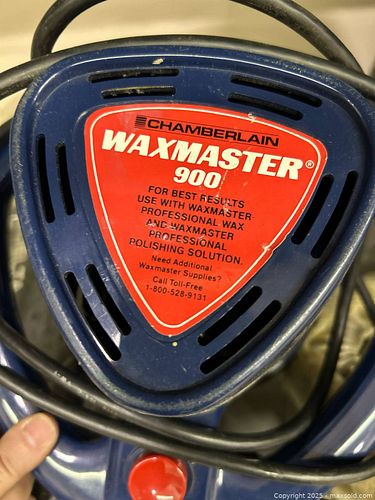 CHAMBERLAIN
WAXMASTER®
900
FOR BEST RESULTS
USE WITH WAXMASTER
PROFESSIONAL WAX
AND WAXMASTER
PROFESSIONAL
POLISHING SOLUTION.
Need Additional
Waxmaster Supplies?
Call Toll-Free
1-800-528-9131
Copyright 2025 - maxsold.com